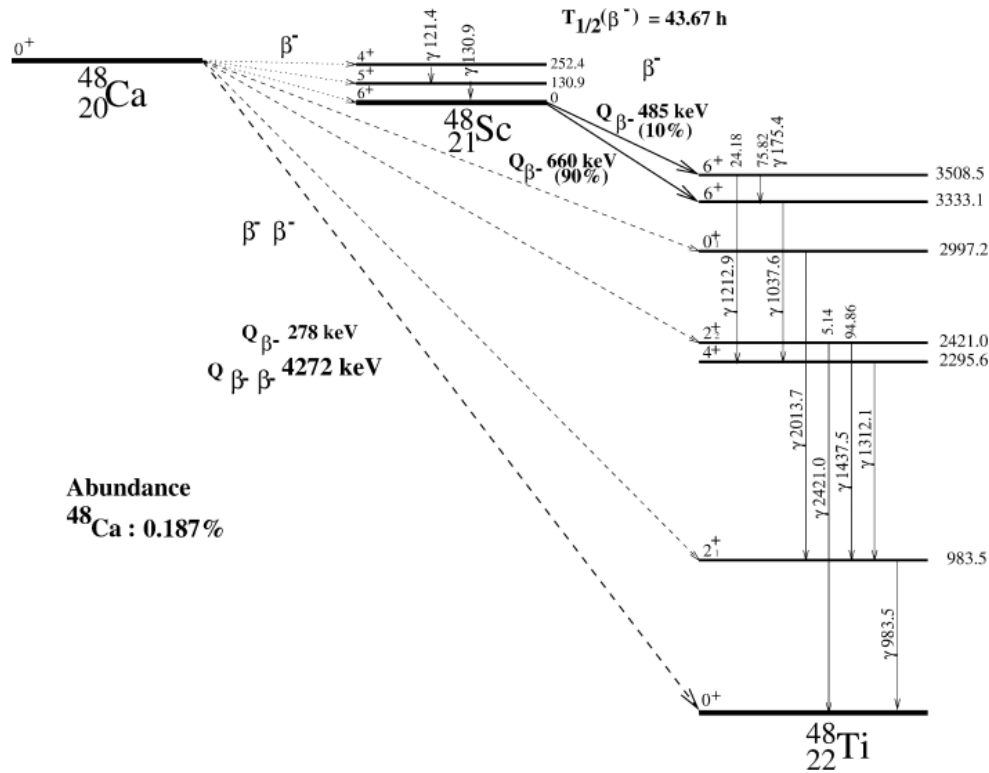 T1/2(β⁻) = 43.67 h
0⁺
β⁻
4⁺
γ 121.4
γ 130.9
252.4
5⁺
130.9
6⁺
0
β⁻
48
20Ca
48
21Sc
Q β- 485 keV
(10%)
24.18
75.82
γ 175.4
Q β- 660 keV
(90%)
6⁺
3508.5
6⁺
3333.1
β⁻ β⁻
0⁺1
2997.2
γ 1212.9
γ 1037.6
5.14
94.86
Q β- 278 keV
2⁺2
2421.0
Q β- β- 4272 keV
4⁺
2295.6
γ 2013.7
γ 2421.0
γ 1437.5
γ 1312.1
Abundance
48Ca : 0.187%
2⁺1
983.5
γ 983.5
0⁺
48
22Ti